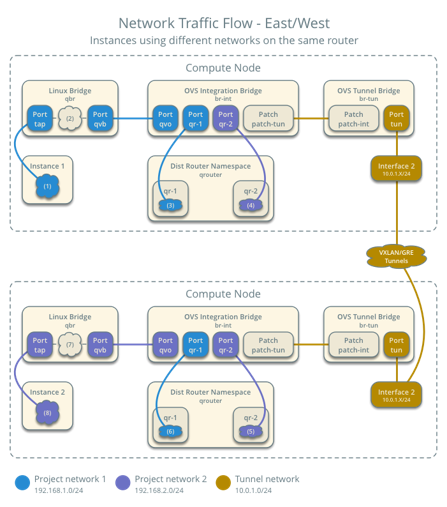 Network Traffic Flow - East/West
Instances using different networks on the same router
Compute Node
Linux Bridge
qbr
OVS Integration Bridge
br-int
OVS Tunnel Bridge
br-tun
Port
tap
(2)
Port
qvb
Port
qvo
Port
qr-1
Port
qr-2
Patch
patch-tun
Patch
patch-int
Port
tun
Instance 1
(1)
Dist Router Namespace
qrouter
qr-1
(3)
qr-2
(4)
Interface 2
10.0.1.X/24
VXLAN/GRE
Tunnels
Compute Node
Linux Bridge
qbr
OVS Integration Bridge
br-int
OVS Tunnel Bridge
br-tun
Port
tap
(7)
Port
qvb
Port
qvo
Port
qr-1
Port
qr-2
Patch
patch-tun
Patch
patch-int
Port
tun
Instance 2
(8)
Dist Router Namespace
qrouter
qr-1
(6)
qr-2
(5)
Interface 2
10.0.1.X/24
Project network 1
192.168.1.0/24
Project network 2
192.168.2.0/24
Tunnel network
10.0.1.0/24